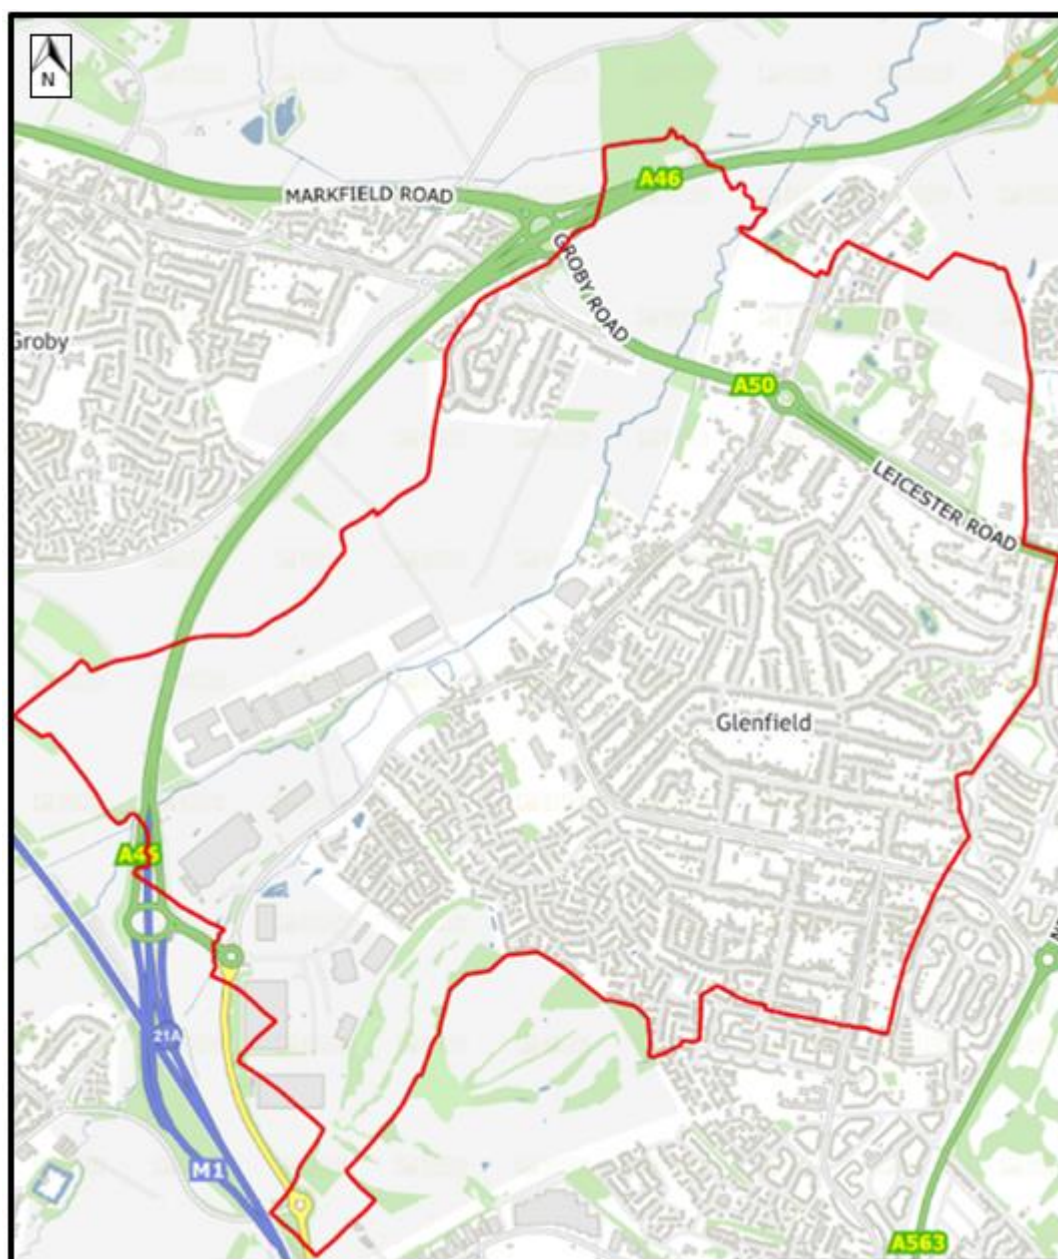 N
A46
MARKFIELD ROAD
GROBY ROAD
Groby
A50
LEICESTER ROAD
Glenfield
A46
21A
M1
A563